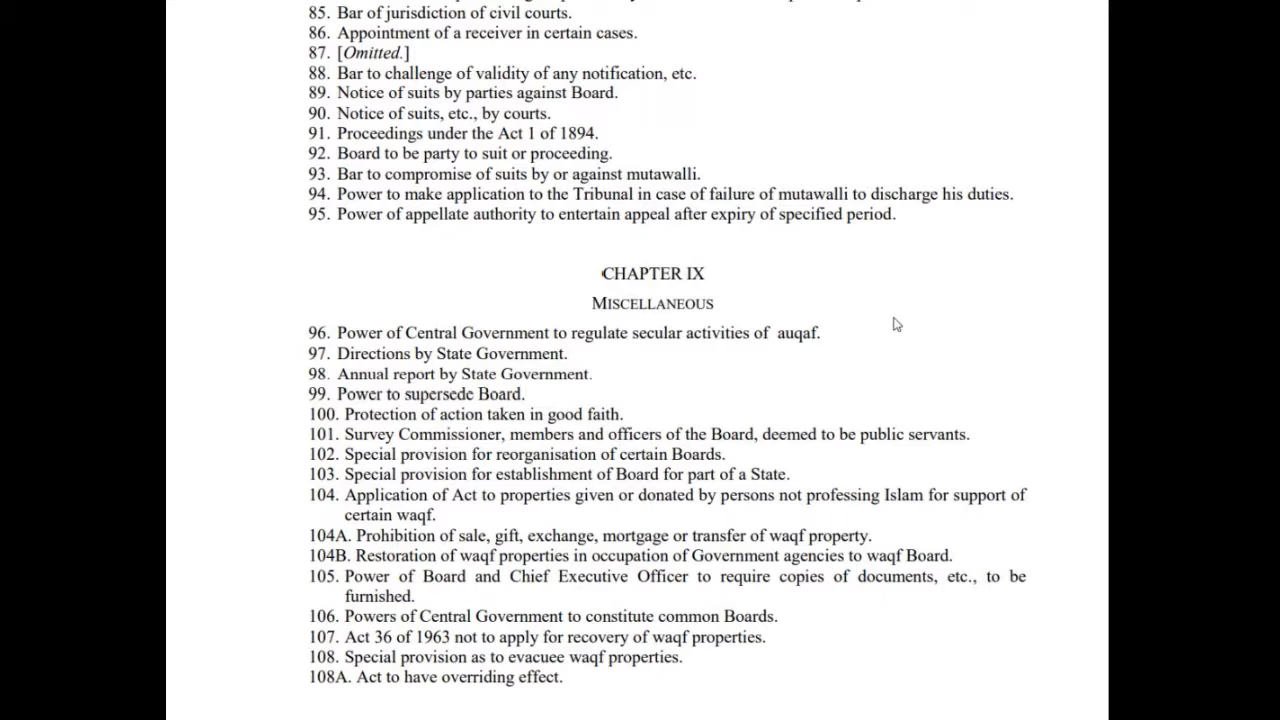 85. Bar of jurisdiction of civil courts.
86. Appointment of a receiver in certain cases.
87. [Omitted.]
88. Bar to challenge of validity of any notification, etc.
89. Notice of suits by parties against Board.
90. Notice of suits, etc., by courts.
91. Proceedings under the Act 1 of 1894.
92. Board to be party to suit or proceeding.
93. Bar to compromise of suits by or against mutawalli.
94. Power to make application to the Tribunal in case of failure of mutawalli to discharge his duties.
95. Power of appellate authority to entertain appeal after expiry of specified period.
CHAPTER IX
MISCELLANEOUS
96. Power of Central Government to regulate secular activities of auqaf.
97. Directions by State Government.
98. Annual report by State Government.
99. Power to supersede Board.
100. Protection of action taken in good faith.
101. Survey Commissioner, members and officers of the Board, deemed to be public servants.
102. Special provision for reorganisation of certain Boards.
103. Special provision for establishment of Board for part of a State.
104. Application of Act to properties given or donated by persons not professing Islam for support of
certain waqf.
104A. Prohibition of sale, gift, exchange, mortgage or transfer of waqf property.
104B. Restoration of waqf properties in occupation of Government agencies to waqf Board.
105. Power of Board and Chief Executive Officer to require copies of documents, etc., to be
furnished.
106. Powers of Central Government to constitute common Boards.
107. Act 36 of 1963 not to apply for recovery of waqf properties.
108. Special provision as to evacuee waqf properties.
108A. Act to have overriding effect.